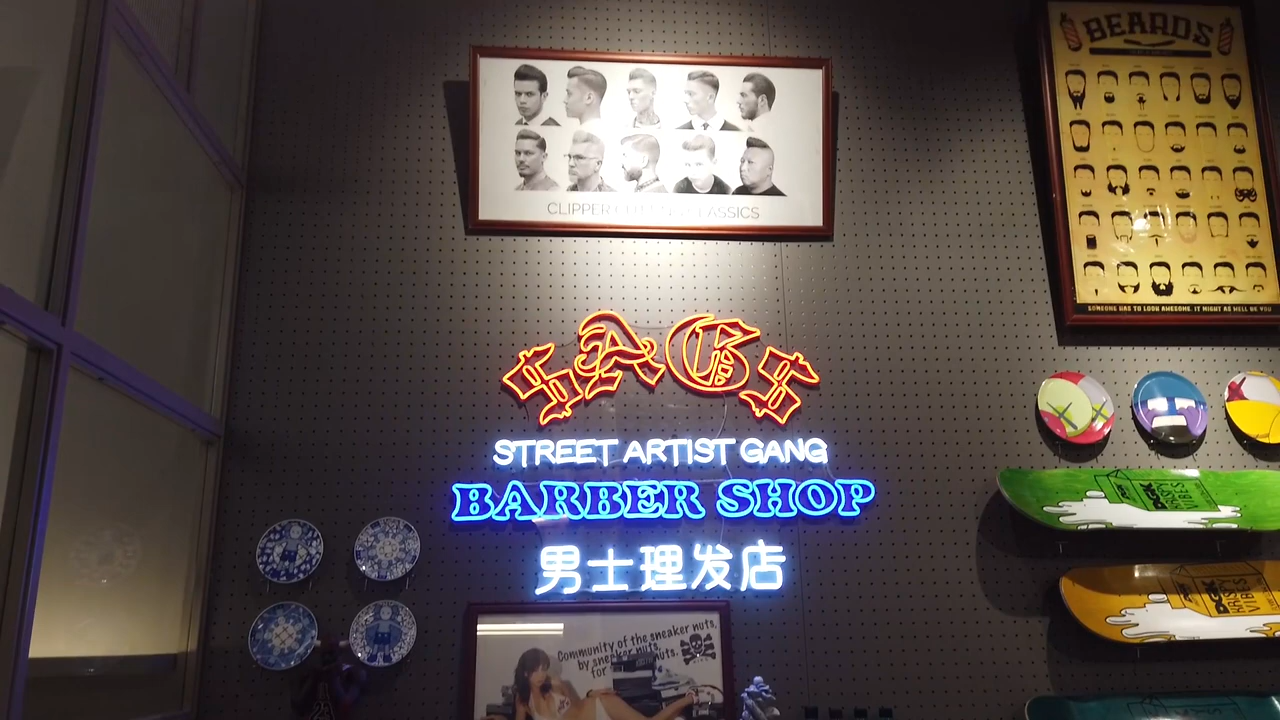 CLIPPER CUTTING CLASSICS
BEARDS
SOMEONE HAS TO LOOK AWESOME. IT MIGHT AS WELL BE YOU
SAGS
STREET ARTIST GANG
BARBER SHOP
男士理发店
Community of the sneaker nuts,
by sneaker nuts,
for nuts.